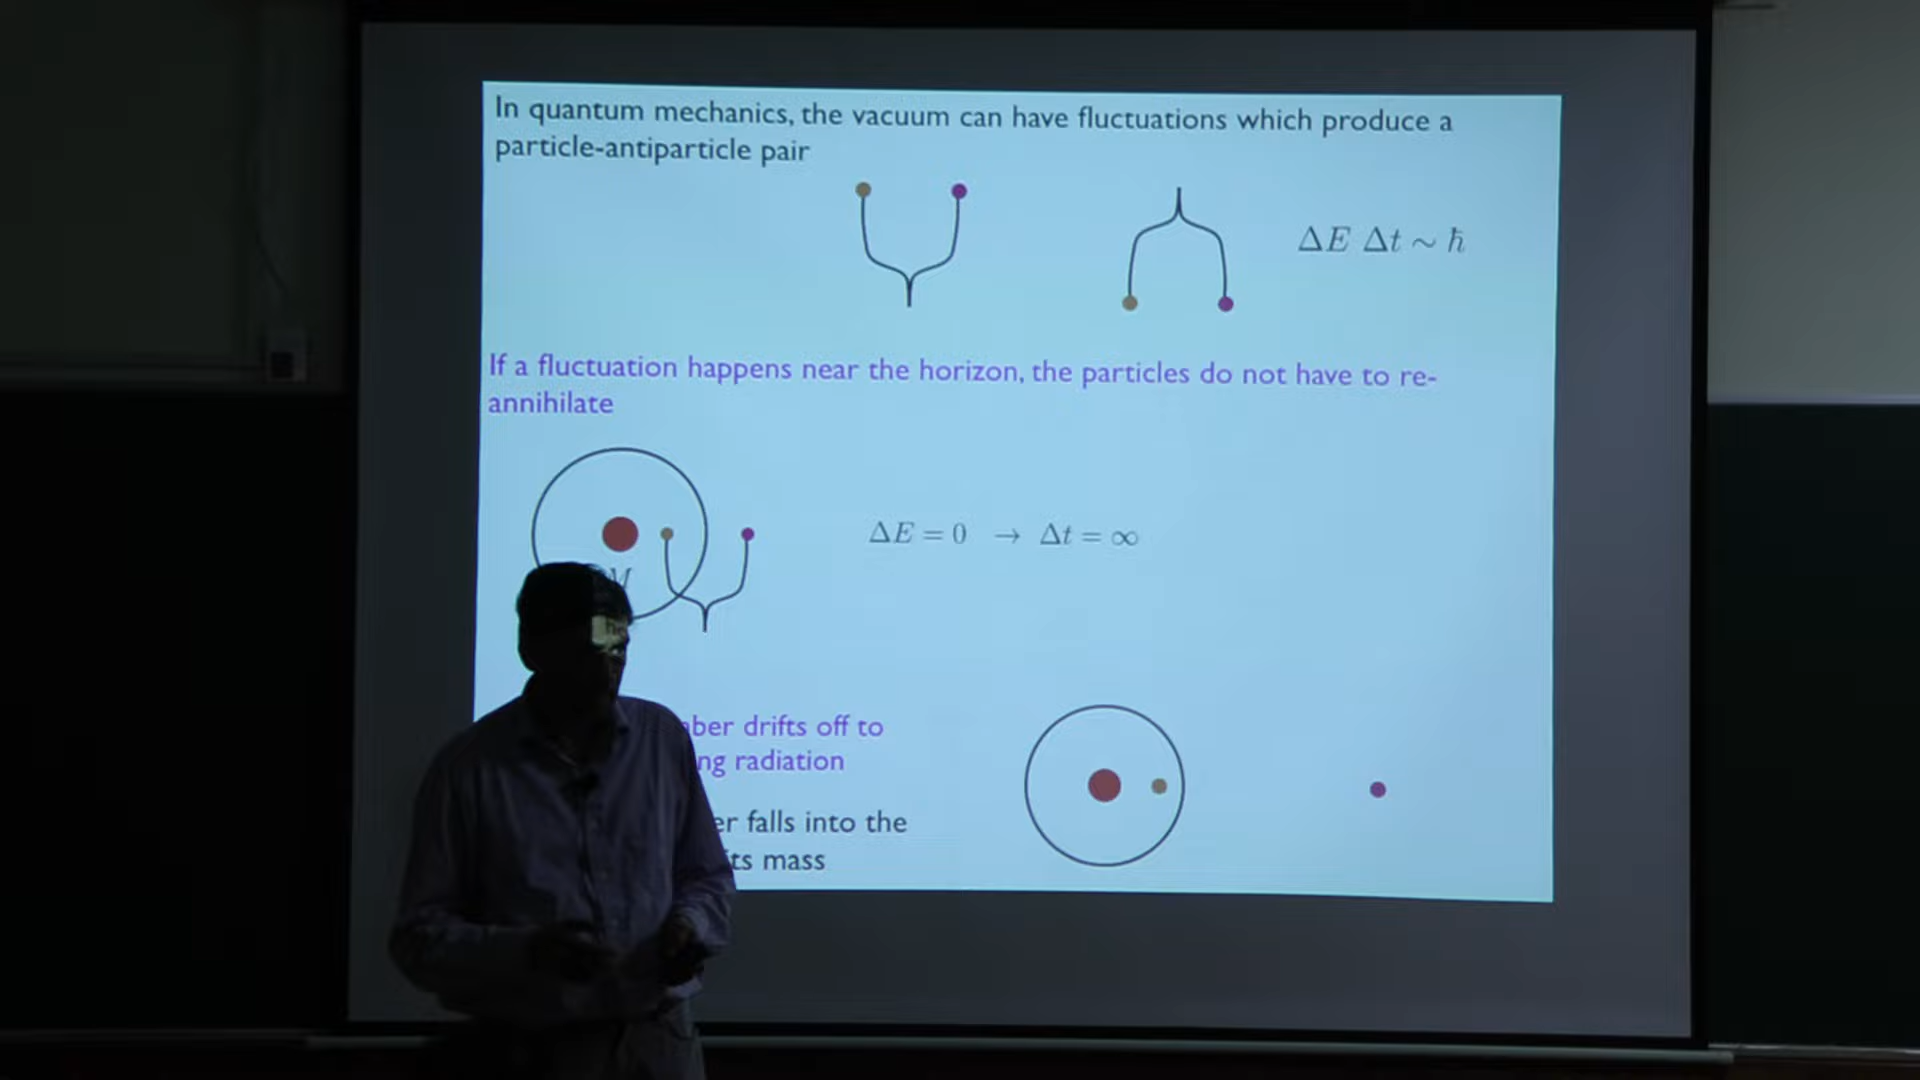 In quantum mechanics, the vacuum can have fluctuations which produce a
particle-antiparticle pair
ΔE Δt ~ ħ
If a fluctuation happens near the horizon, the particles do not have to re-
annihilate
ΔE = 0 → Δt = ∞
drifts off to
radiation
falls into the
mass